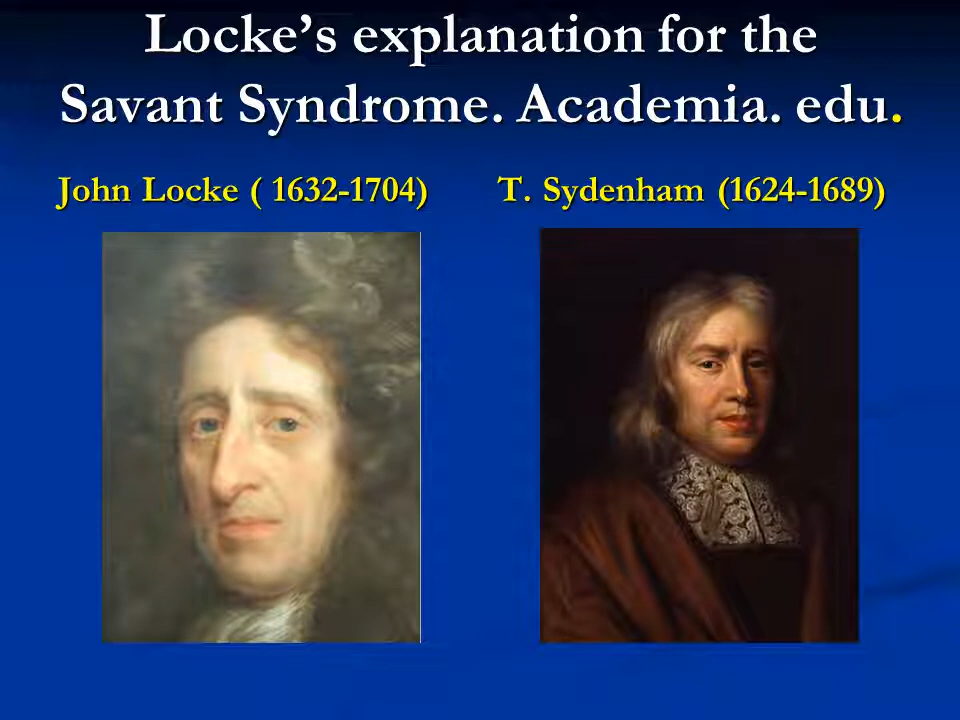 Locke’s explanation for the
Savant Syndrome. Academia. edu.
John Locke ( 1632-1704)
T. Sydenham (1624-1689)